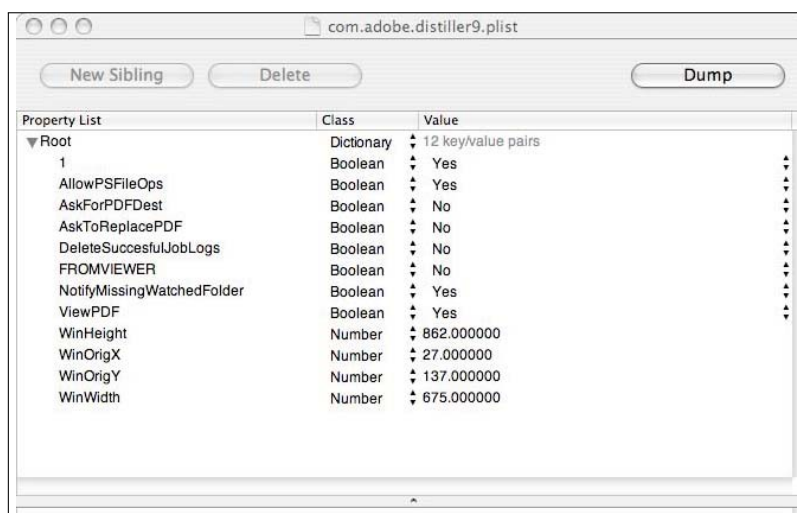 com.adobe.distiller9.plist
New Sibling Delete Dump
Property List Class Value
Root Dictionary 12 key/value pairs
1 Boolean Yes
AllowPSFileOps Boolean Yes
AskForPDFDest Boolean No
AskToReplacePDF Boolean No
DeleteSuccesfulJobLogs Boolean No
FROMVIEWER Boolean No
NotifyMissingWatchedFolder Boolean Yes
ViewPDF Boolean Yes
WinHeight Number 862.000000
WinOrigX Number 27.000000
WinOrigY Number 137.000000
WinWidth Number 675.000000